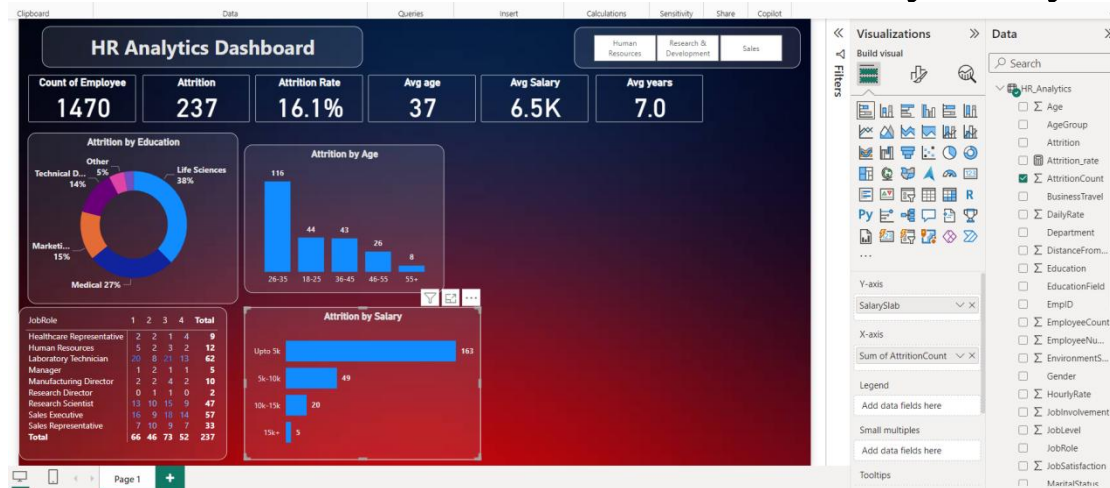 Clipboard
Data
Queries
Insert
Calculations
Sensitivity
Share
Copilot
HR Analytics Dashboard
Human Resources
Research & Development
Sales
Count of Employee
1470
Attrition
237
Attrition Rate
16.1%
Avg age
37
Avg Salary
6.5K
Avg years
7.0
Attrition by Education
Other
5%
Technical D...
14%
Life Sciences
38%
Marketi...
15%
Medical 27%
Attrition by Age
116
44
43
26
8
26-35 18-25 36-45 46-55 55+
JobRole 1 2 3 4 Total
Healthcare Representative 2 2 1 4 9
Human Resources 5 2 3 2 12
Laboratory Technician 20 8 21 13 62
Manager 1 2 1 1 5
Manufacturing Director 2 2 4 2 10
Research Director 0 1 1 0 2
Research Scientist 13 10 15 9 47
Sales Executive 16 9 18 14 57
Sales Representative 7 10 9 7 33
Total 66 46 73 52 237
Attrition by Salary
Upto 5k 163
5k-10k 49
10k-15k 20
15k+ 5
Page 1
Filters
Visualizations
Build visual
R
Py
...
Y-axis
SalarySlab
X-axis
Sum of AttritionCount
Legend
Add data fields here
Small multiples
Add data fields here
Tooltips
Data
Search
HR_Analytics
Age
AgeGroup
Attrition
Attrition_rate
AttritionCount
BusinessTravel
DailyRate
Department
DistanceFrom...
Education
EducationField
EmpID
EmployeeCount
EmployeeNu...
EnvironmentS...
Gender
HourlyRate
JobInvolvement
JobLevel
JobRole
JobSatisfaction
MaritalStatus